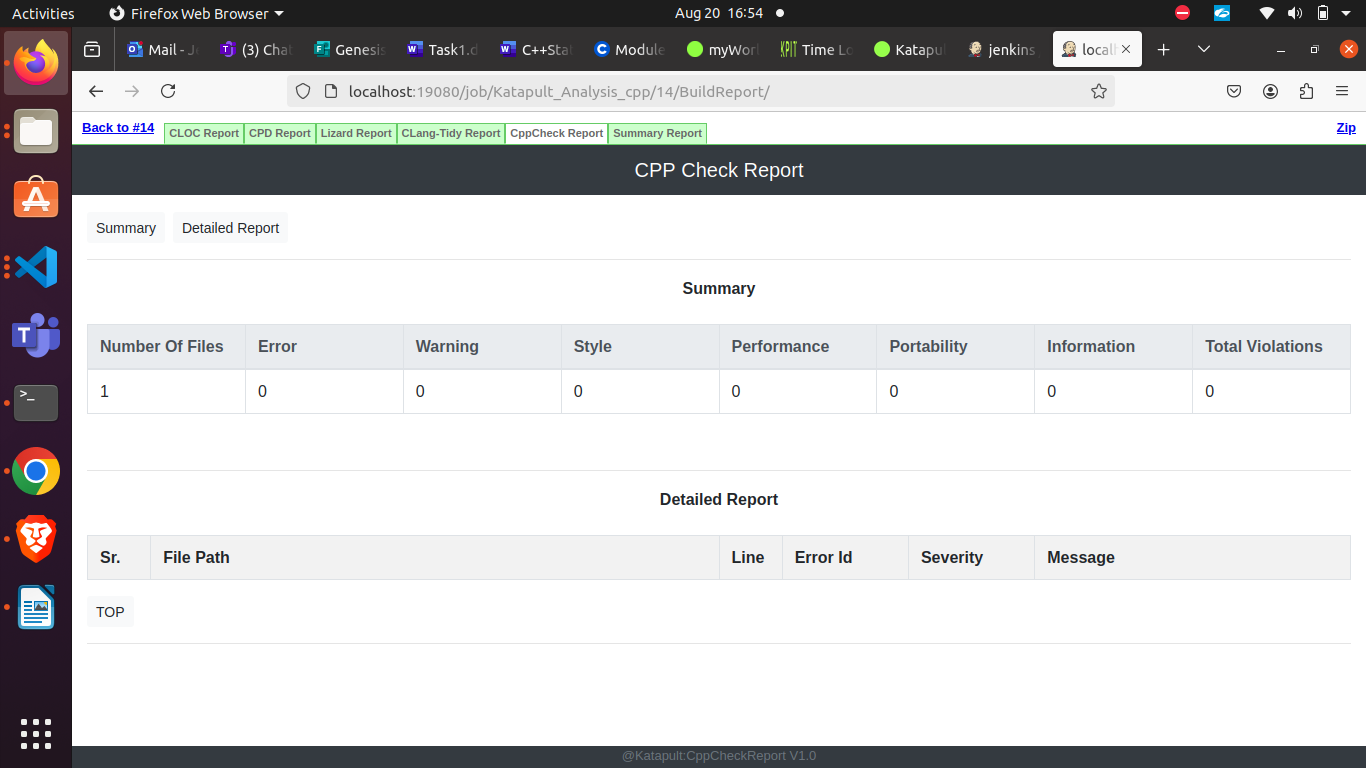 Activities Firefox Web Browser Aug 20 16:54
Mail - (3) Chat Genesis Task1.d C++Stat Module myWor Time Lo Katapu jenkins local
localhost:19080/job/Katapult_Analysis_cpp/14/BuildReport/
Back to #14 CLOC Report CPD Report Lizard Report CLang-Tidy Report CppCheck Report Summary Report Zip
CPP Check Report
Summary Detailed Report
Summary
Number Of Files Error Warning Style Performance Portability Information Total Violations
1 0 0 0 0 0 0 0
Detailed Report
Sr. File Path Line Error Id Severity Message
TOP
@Katapult:CppCheckReport V1.0